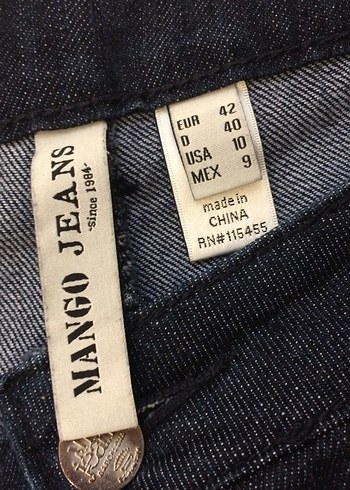 MANGO JEANS
-Since 1984-
EUR 42
D 40
USA 10
MEX 9
made in
CHINA
RN#115455